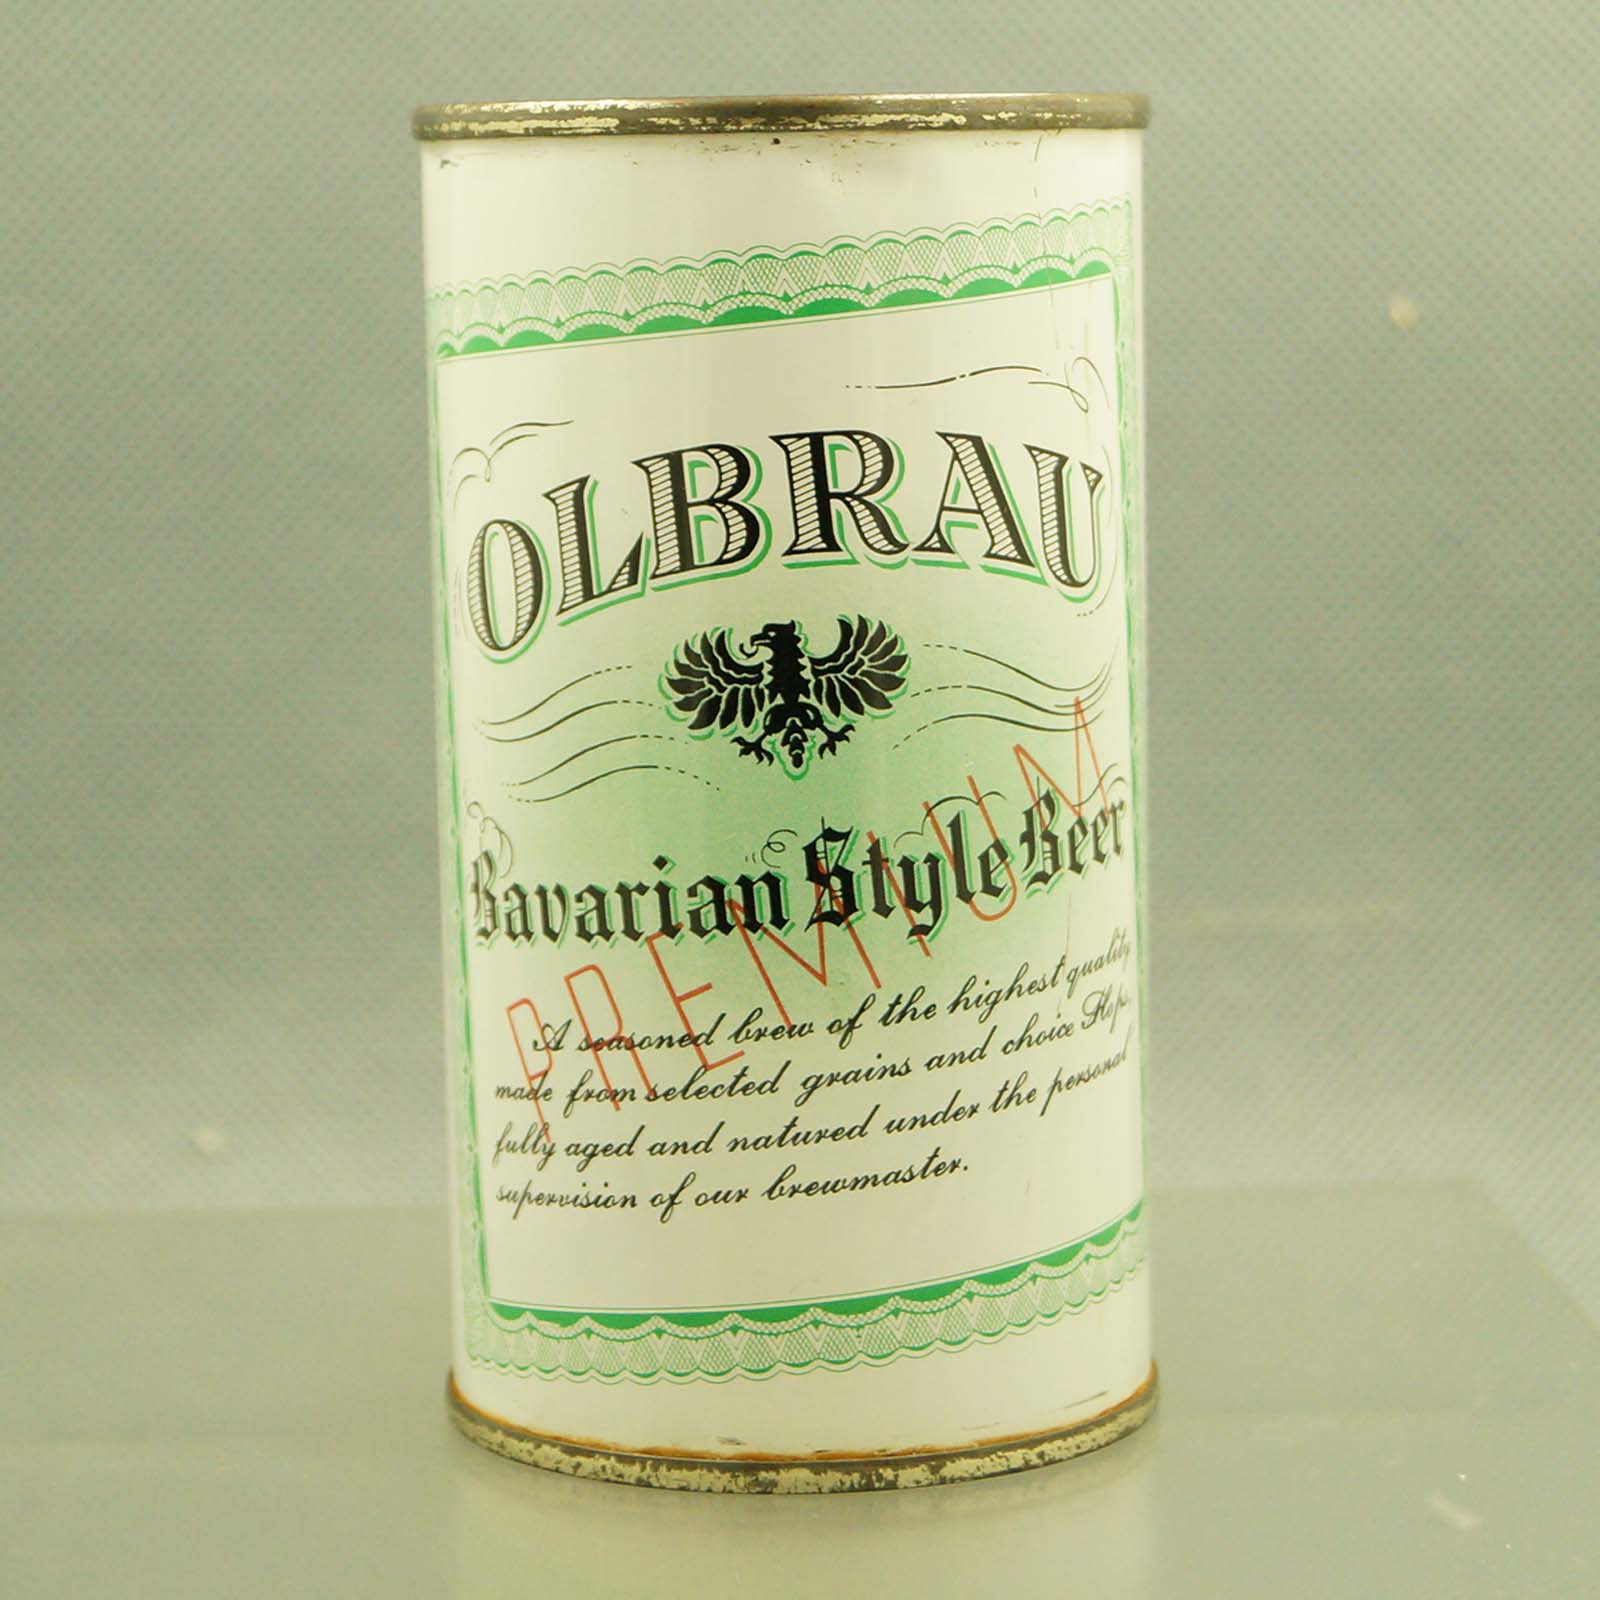 OLBRAU
Bavarian Style Beer
PREMIUM
A seasoned brew of the highest quality
made from selected grains and choice Hops,
fully aged and natured under the personal
supervision of our brewmaster.